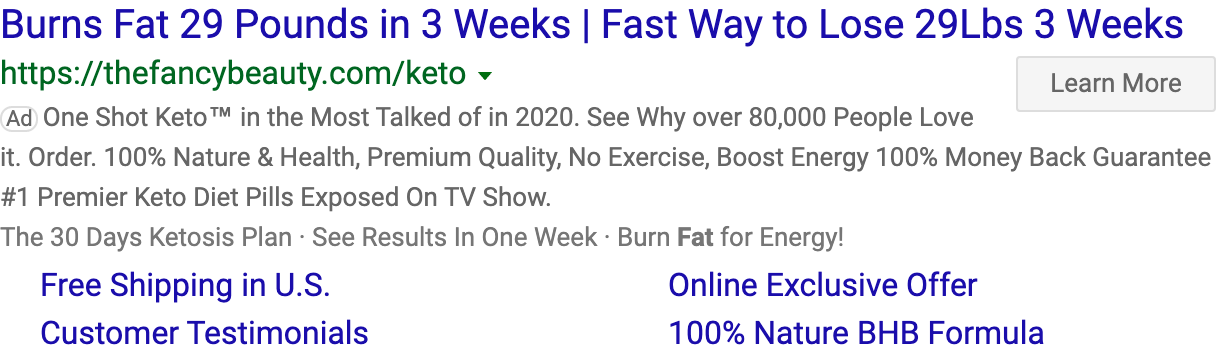 Burns Fat 29 Pounds in 3 Weeks | Fast Way to Lose 29Lbs 3 Weeks
https://thefancybeauty.com/keto
Learn More
Ad One Shot Keto™ in the Most Talked of in 2020. See Why over 80,000 People Love
it. Order. 100% Nature & Health, Premium Quality, No Exercise, Boost Energy 100% Money Back Guarantee
#1 Premier Keto Diet Pills Exposed On TV Show.
The 30 Days Ketosis Plan · See Results In One Week · Burn Fat for Energy!
Free Shipping in U.S.
Online Exclusive Offer
Customer Testimonials
100% Nature BHB Formula